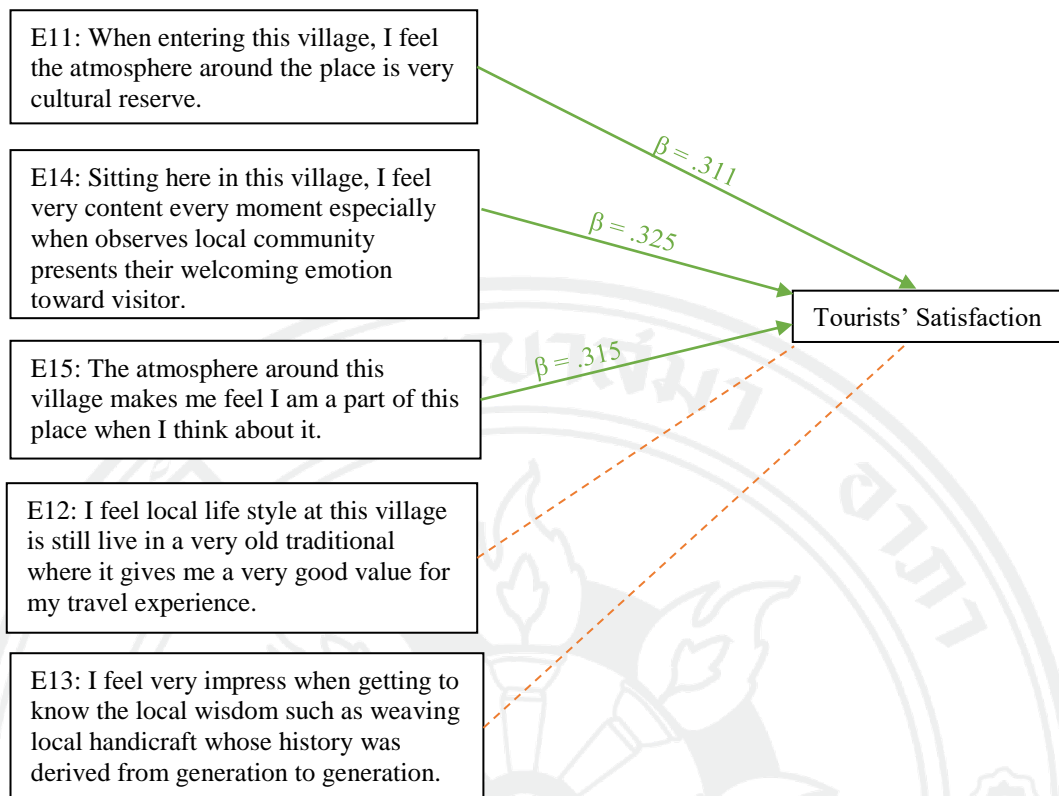 E11: When entering this village, I feel
the atmosphere around the place is very
cultural reserve.
β = .311
E14: Sitting here in this village, I feel
very content every moment especially
when observes local community
presents their welcoming emotion
toward visitor.
β = .325
Tourists’ Satisfaction
E15: The atmosphere around this
village makes me feel I am a part of this
place when I think about it.
β = .315
E12: I feel local life style at this village
is still live in a very old traditional
where it gives me a very good value for
my travel experience.
E13: I feel very impress when getting to
know the local wisdom such as weaving
local handicraft whose history was
derived from generation to generation.